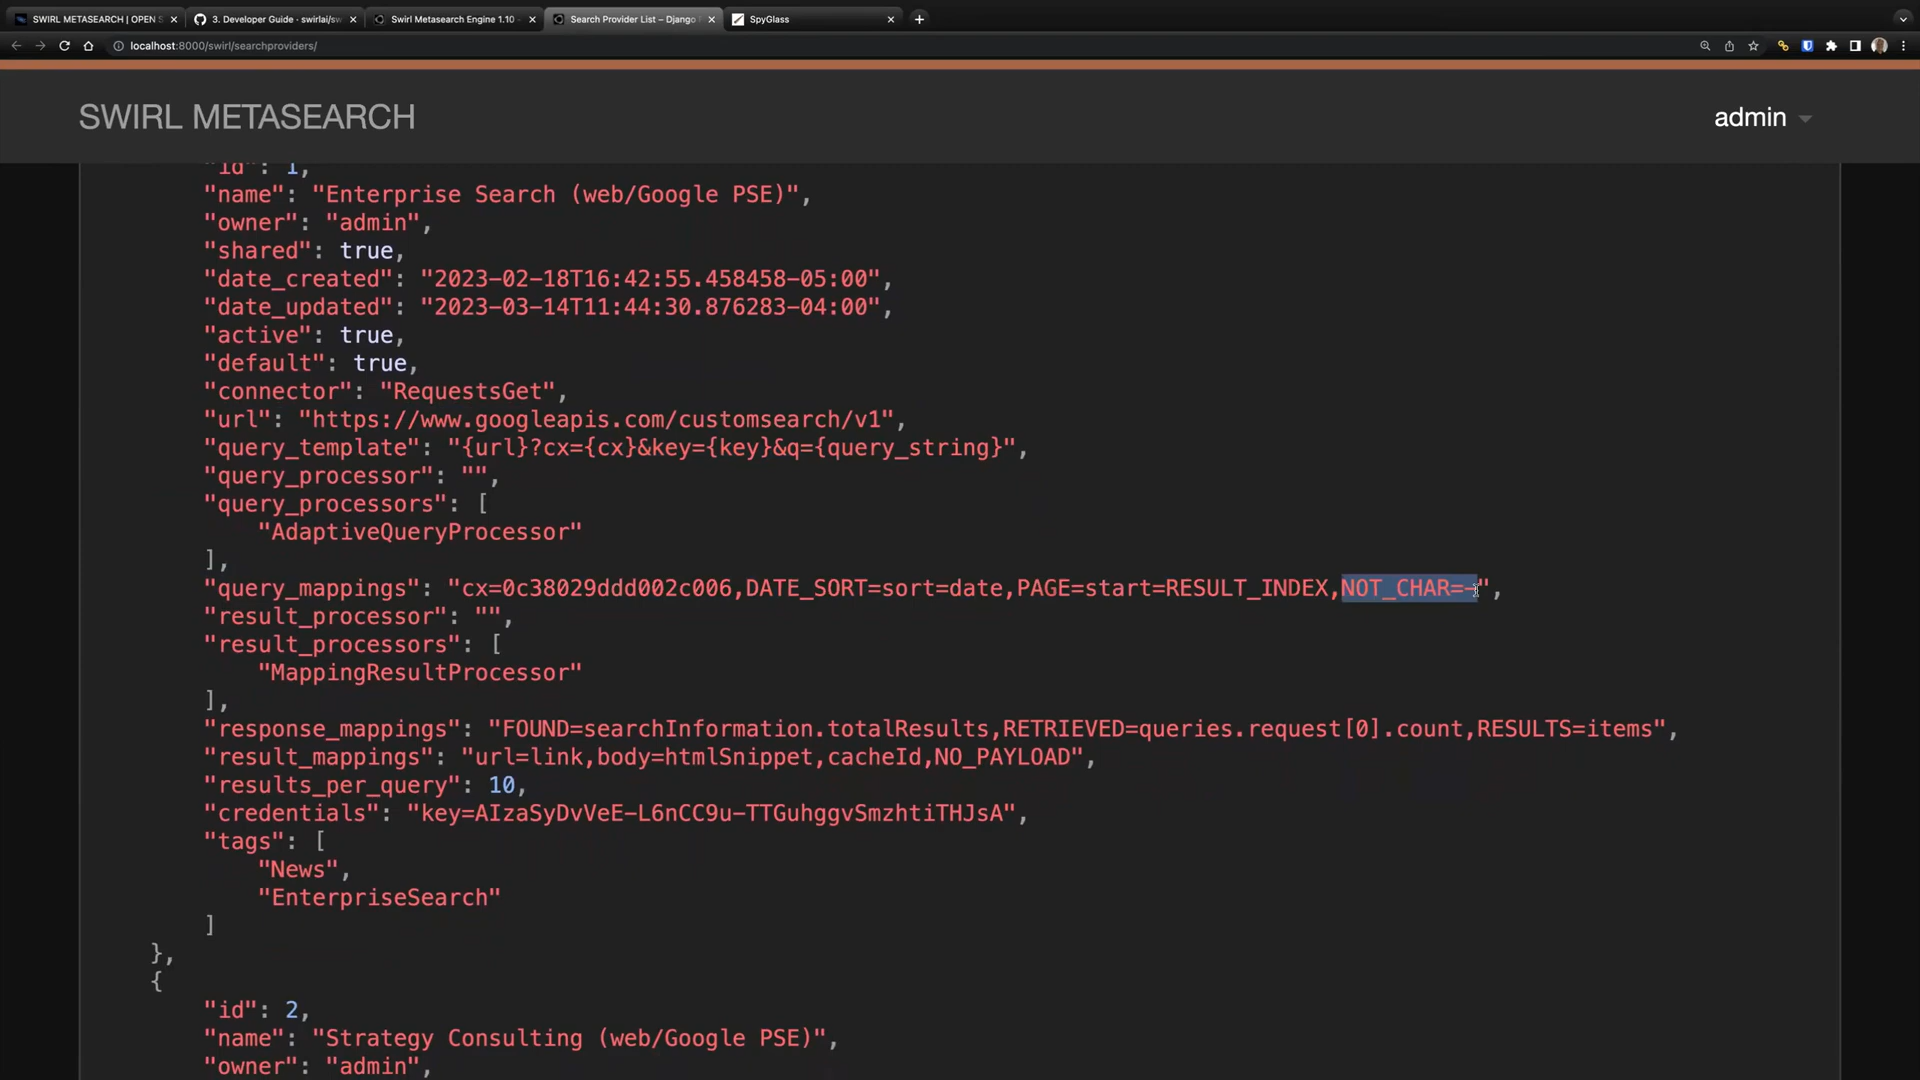 SWIRL METASEARCH | OPEN S
3. Developer Guide · swirlai/sw
Swirl Metasearch Engine 1.10
Search Provider List – Django
SpyGlass
localhost:8000/swirl/searchproviders/
SWIRL METASEARCH
admin
"id": 1,
"name": "Enterprise Search (web/Google PSE)",
"owner": "admin",
"shared": true,
"date_created": "2023-02-18T16:42:55.458458-05:00",
"date_updated": "2023-03-14T11:44:30.876283-04:00",
"active": true,
"default": true,
"connector": "RequestsGet",
"url": "https://www.googleapis.com/customsearch/v1",
"query_template": "{url}?cx={cx}&key={key}&q={query_string}",
"query_processor": "",
"query_processors": [
"AdaptiveQueryProcessor"
],
"query_mappings": "cx=0c38029ddd002c006,DATE_SORT=sort=date,PAGE=start=RESULT_INDEX,NOT_CHAR=-",
"result_processor": "",
"result_processors": [
"MappingResultProcessor"
],
"response_mappings": "FOUND=searchInformation.totalResults,RETRIEVED=queries.request[0].count,RESULTS=items",
"result_mappings": "url=link,body=htmlSnippet,cacheId,NO_PAYLOAD",
"results_per_query": 10,
"credentials": "key=AIzaSyDvVeE-L6nCC9u-TTGuhggvSmzhtiTHJsA",
"tags": [
"News",
"EnterpriseSearch"
]
},
{
"id": 2,
"name": "Strategy Consulting (web/Google PSE)",
"owner": "admin",